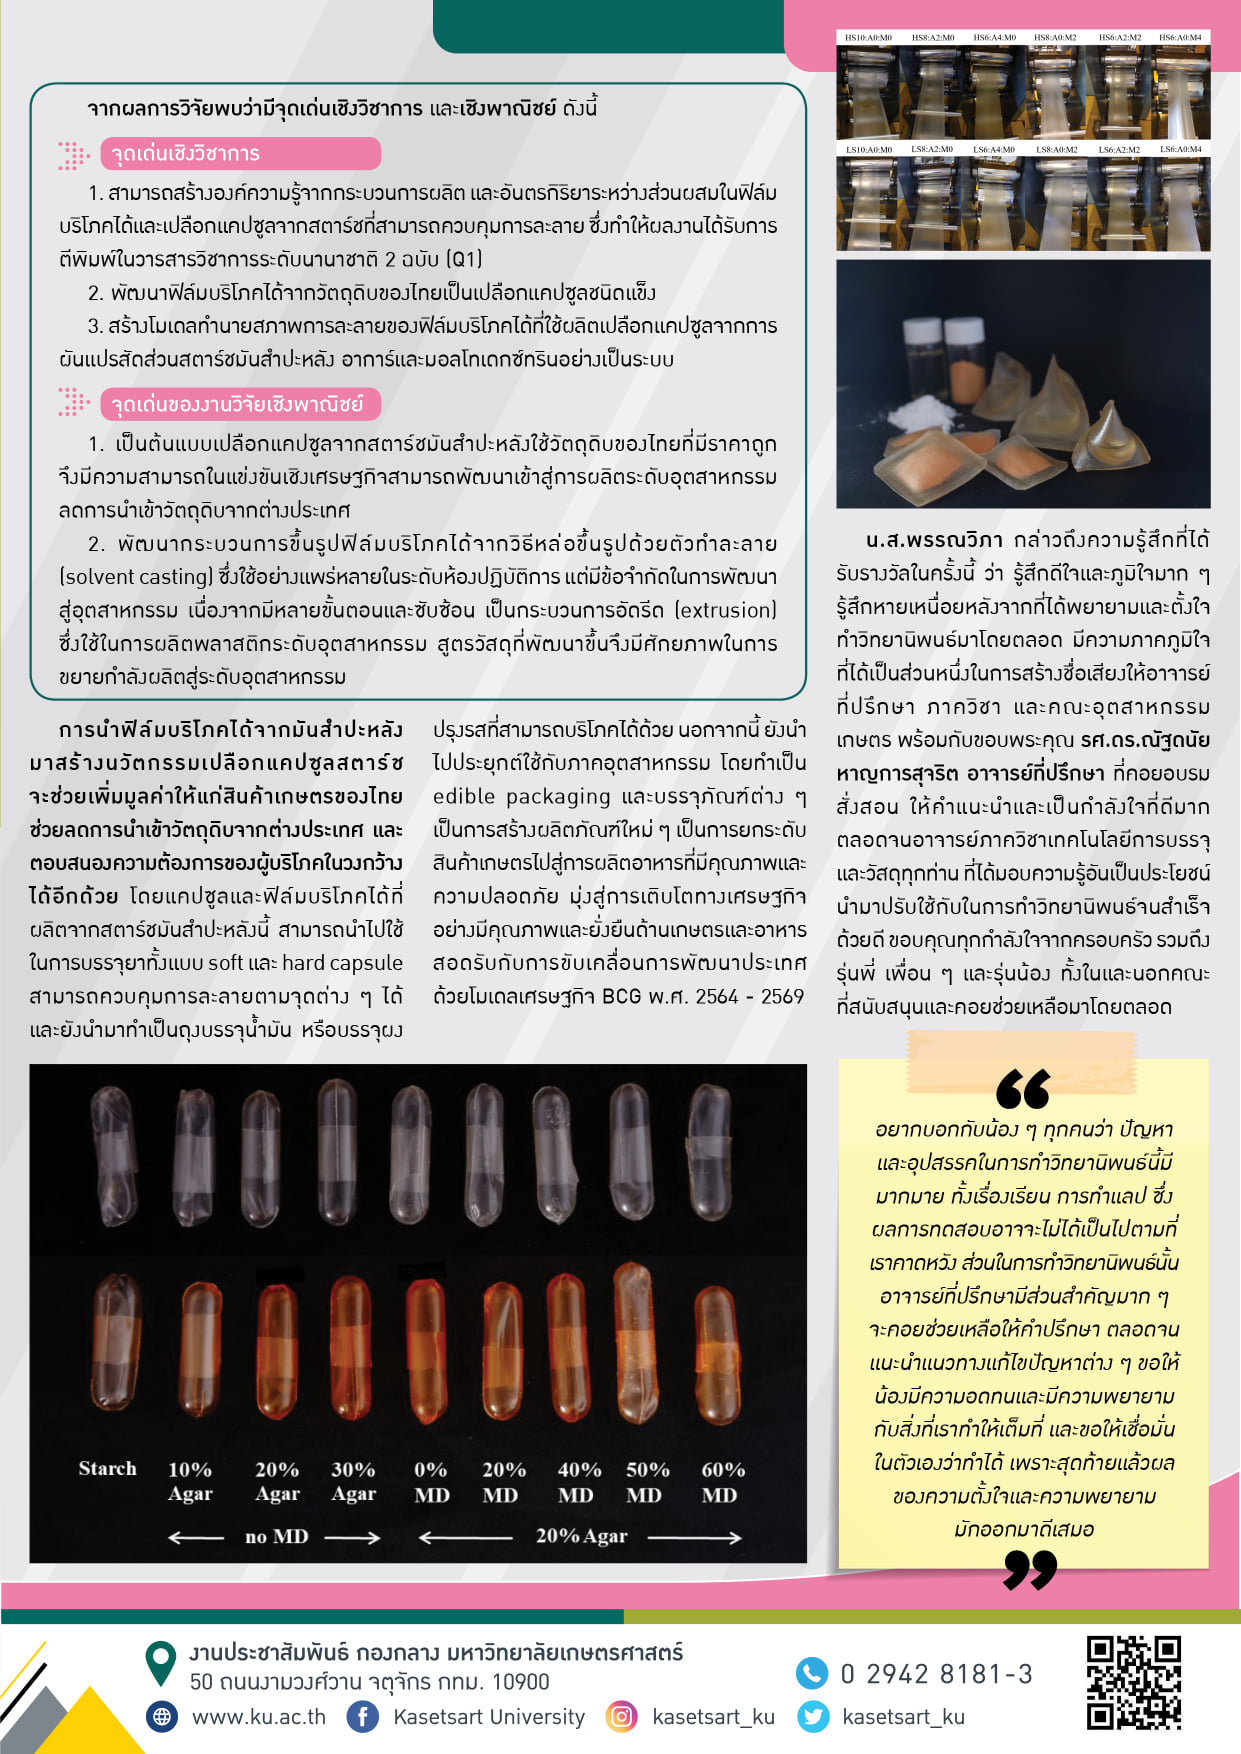 จากผลการวิจัยพบว่ามีจุดเด่นเชิงวิชาการ และเชิงพาณิชย์ ดังนี้
จุดเด่นเชิงวิชาการ
1. สามารถสร้างองค์ความรู้จากกระบวนการผลิต และอันตรกิริยาระหว่างส่วนผสมในฟิล์ม
บริโภคได้และเปลือกแคปซูลจากสตาร์ชที่สามารถควบคุมการละลาย ซึ่งทำให้ผลงานได้รับการ
ตีพิมพ์ในวารสารวิชาการระดับนานาชาติ 2 ฉบับ (Q1)
2. พัฒนาฟิล์มบริโภคได้จากวัตถุดิบของไทยเป็นเปลือกแคปซูลชนิดแข็ง
3. สร้างโมเดลทำนายสภาพการละลายของฟิล์มบริโภคได้ที่ใช้ผลิตเปลือกแคปซูลจากการ
ผันแปรสัดส่วนสตาร์ชมันสำปะหลัง อาการ์และมอลโทเดกซ์ทรินอย่างเป็นระบบ
จุดเด่นของงานวิจัยเชิงพาณิชย์
1. เป็นต้นแบบเปลือกแคปซูลจากสตาร์ชมันสำปะหลังใช้วัตถุดิบของไทยที่มีราคาถูก
จึงมีความสามารถในแข่งขันเชิงเศรษฐกิจสามารถพัฒนาเข้าสู่การผลิตระดับอุตสาหกรรม
ลดการนำเข้าวัตถุดิบจากต่างประเทศ
2. พัฒนากระบวนการขึ้นรูปฟิล์มบริโภคได้จากวิธีหล่อขึ้นรูปด้วยตัวทำละลาย
(solvent casting) ซึ่งใช้อย่างแพร่หลายในระดับห้องปฏิบัติการ แต่มีข้อจำกัดในการพัฒนา
สู่อุตสาหกรรม เนื่องจากมีหลายขั้นตอนและซับซ้อน เป็นกระบวนการอัดรีด (extrusion)
ซึ่งใช้ในการผลิตพลาสติกระดับอุตสาหกรรม สูตรวัสดุที่พัฒนาขึ้นจึงมีศักยภาพในการ
ขยายกำลังผลิตสู่ระดับอุตสาหกรรม
การนำฟิล์มบริโภคได้จากมันสำปะหลัง
มาสร้างนวัตกรรมเปลือกแคปซูลสตาร์ช
จะช่วยเพิ่มมูลค่าให้แก่สินค้าเกษตรของไทย
ช่วยลดการนำเข้าวัตถุดิบจากต่างประเทศ และ
ตอบสนองความต้องการของผู้บริโภคในวงกว้าง
ได้อีกด้วย โดยแคปซูลและฟิล์มบริโภคได้ที่
ผลิตจากสตาร์ชมันสำปะหลังนี้ สามารถนำไปใช้
ในการบรรจุยาทั้งแบบ soft และ hard capsule
สามารถควบคุมการละลายตามจุดต่าง ๆ ได้
และยังนำมาทำเป็นถุงบรรจุน้ำมัน หรือบรรจุผง
ปรุงรสที่สามารถบริโภคได้ด้วย นอกจากนี้ ยังนำ
ไปประยุกต์ใช้กับภาคอุตสาหกรรม โดยทำเป็น
edible packaging และบรรจุภัณฑ์ต่าง ๆ
เป็นการสร้างผลิตภัณฑ์ใหม่ ๆ เป็นการยกระดับ
สินค้าเกษตรไปสู่การผลิตอาหารที่มีคุณภาพและ
ความปลอดภัย มุ่งสู่การเติบโตทางเศรษฐกิจ
อย่างมีคุณภาพและยั่งยืนด้านเกษตรและอาหาร
สอดรับกับการขับเคลื่อนการพัฒนาประเทศ
ด้วยโมเดลเศรษฐกิจ BCG พ.ศ. 2564 - 2569
HS10:A0:M0 HS8:A2:M0 HS6:A4:M0 HS8:A0:M2 HS6:A2:M2 HS6:A0:M4
LS10:A0:M0 LS8:A2:M0 LS6:A4:M0 LS8:A0:M2 LS6:A2:M2 LS6:A0:M4
น.ส.พรรณวิภา กล่าวถึงความรู้สึกที่ได้
รับรางวัลในครั้งนี้ ว่า รู้สึกดีใจและภูมิใจมาก ๆ
รู้สึกหายเหนื่อยหลังจากที่ได้พยายามและตั้งใจ
ทำวิทยานิพนธ์มาโดยตลอด มีความภาคภูมิใจ
ที่ได้เป็นส่วนหนึ่งในการสร้างชื่อเสียงให้อาจารย์
ที่ปรึกษา ภาควิชา และคณะอุตสาหกรรม
เกษตร พร้อมกับขอบพระคุณ รศ.ดร.ณัฐดนัย
หาญการสุจริต อาจารย์ที่ปรึกษา ที่คอยอบรม
สั่งสอน ให้คำแนะนำและเป็นกำลังใจที่ดีมาก
ตลอดจนอาจารย์ภาควิชาเทคโนโลยีการบรรจุ
และวัสดุทุกท่าน ที่ได้มอบความรู้อันเป็นประโยชน์
นำมาปรับใช้กับในการทำวิทยานิพนธ์จนสำเร็จ
ด้วยดี ขอบคุณทุกกำลังใจจากครอบครัว รวมถึง
รุ่นพี่ เพื่อน ๆ และรุ่นน้อง ทั้งในและนอกคณะ
ที่สนับสนุนและคอยช่วยเหลือมาโดยตลอด
Starch 10% Agar 20% Agar 30% Agar 0% MD 20% MD 40% MD 50% MD 60% MD
no MD 20% Agar
“
อยากบอกกับน้อง ๆ ทุกคนว่า ปัญหา
และอุปสรรคในการทำวิทยานิพนธ์นี้มี
มากมาย ทั้งเรื่องเรียน การทำแลป ซึ่ง
ผลการทดสอบอาจจะไม่ได้เป็นไปตามที่
เราคาดหวัง ส่วนในการทำวิทยานิพนธ์นั้น
อาจารย์ที่ปรึกษามีส่วนสำคัญมาก ๆ
จะคอยช่วยเหลือให้คำปรึกษา ตลอดจน
แนะนำแนวทางแก้ไขปัญหาต่าง ๆ ขอให้
น้องมีความอดทนและมีความพยายาม
กับสิ่งที่เราทำให้เต็มที่ และขอให้เชื่อมั่น
ในตัวเองว่าทำได้ เพราะสุดท้ายแล้วผล
ของความตั้งใจและความพยายาม
มักออกมาดีเสมอ
”
งานประชาสัมพันธ์ กองกลาง มหาวิทยาลัยเกษตรศาสตร์
50 ถนนงามวงศ์วาน จตุจักร กทม. 10900
0 2942 8181-3
www.ku.ac.th Kasetsart University kasetsart_ku kasetsart_ku